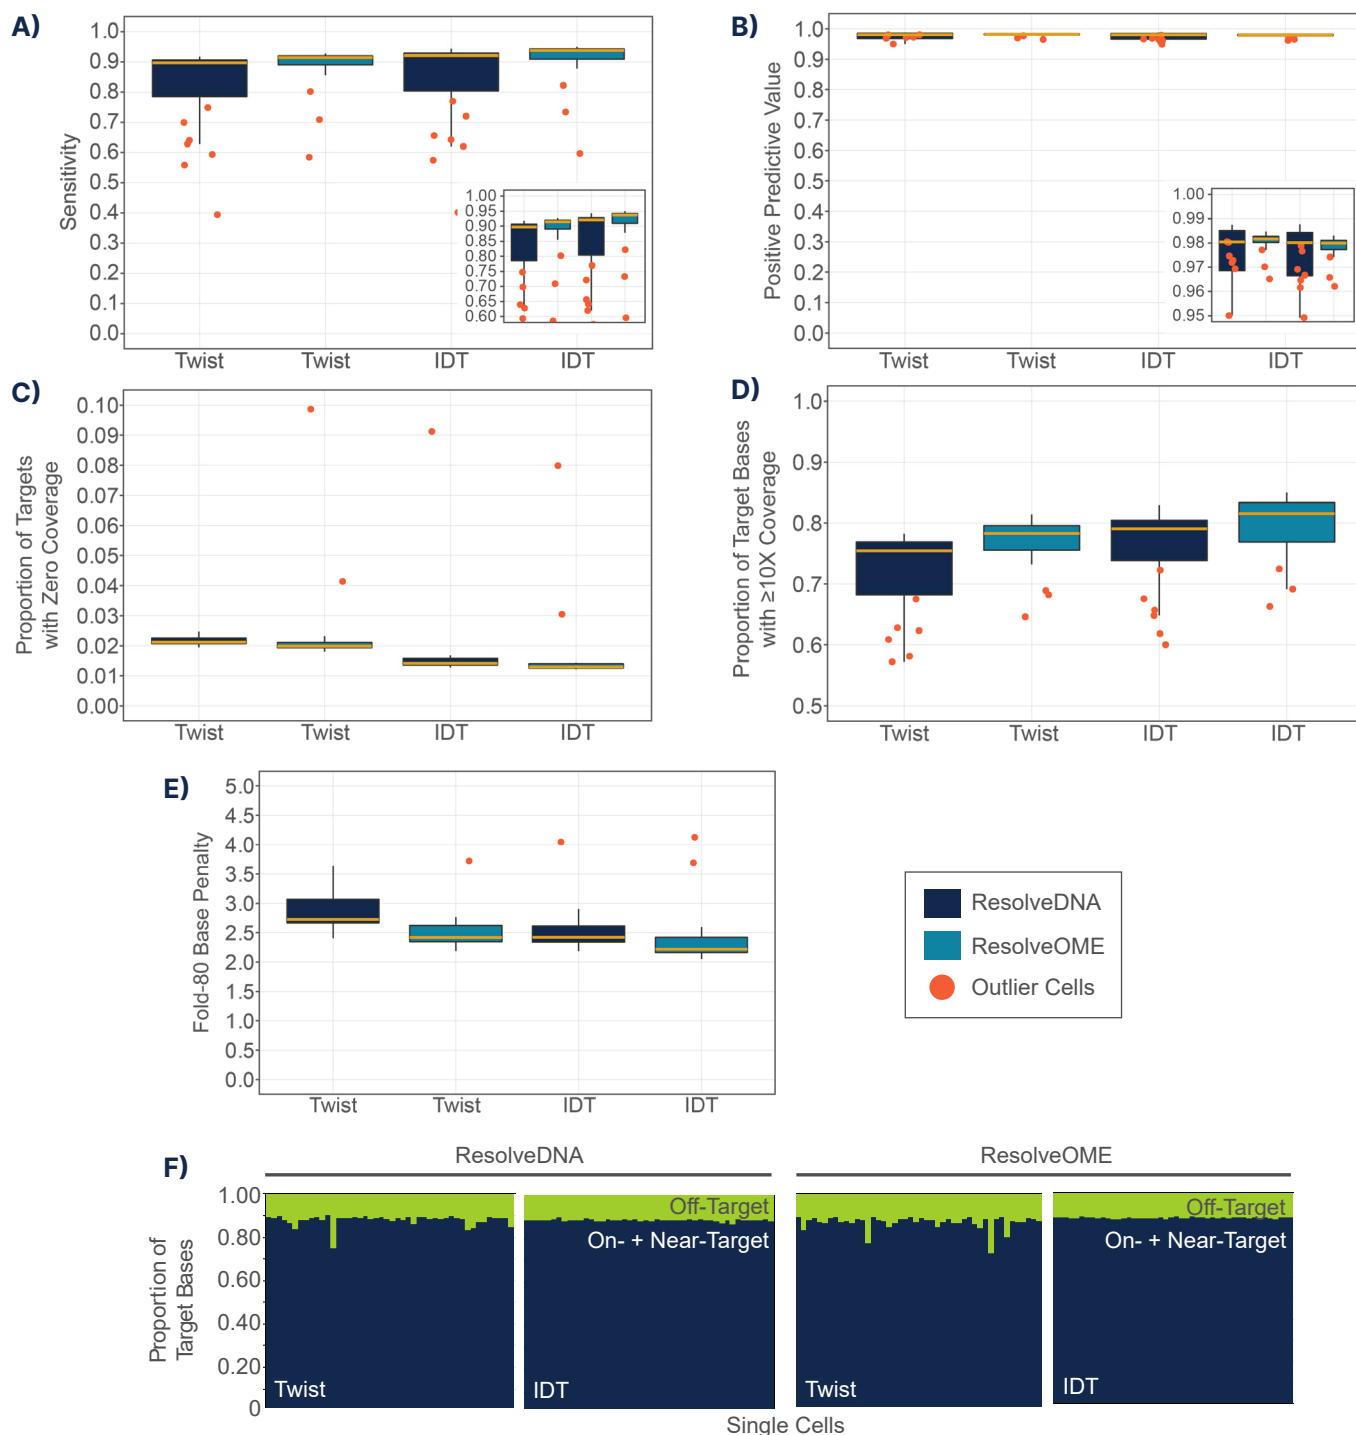 A)
Sensitivity
1.0
0.9
0.8
0.7
0.6
0.5
0.4
0.3
0.2
0.1
0.0
1.00
0.95
0.90
0.85
0.80
0.75
0.70
0.65
0.60
Twist
Twist
IDT
IDT
B)
Positive Predictive Value
1.0
0.9
0.8
0.7
0.6
0.5
0.4
0.3
0.2
0.1
0.0
1.00
0.99
0.98
0.97
0.96
0.95
Twist
Twist
IDT
IDT
C)
Proportion of Targets
with Zero Coverage
0.10
0.09
0.08
0.07
0.06
0.05
0.04
0.03
0.02
0.01
0.00
Twist
Twist
IDT
IDT
D)
Proportion of Target Bases
with ≥10X Coverage
1.0
0.9
0.8
0.7
0.6
0.5
Twist
Twist
IDT
IDT
E)
Fold-80 Base Penalty
5.0
4.5
4.0
3.5
3.0
2.5
2.0
1.5
1.0
0.5
0.0
Twist
Twist
IDT
IDT
ResolveDNA
ResolveOME
Outlier Cells
F)
ResolveDNA
ResolveOME
Proportion of
Target Bases
1.00
0.80
0.60
0.40
0.20
0
Off-Target
On- + Near-Target
Twist
IDT
Off-Target
On- + Near-Target
Twist
IDT
Single Cells